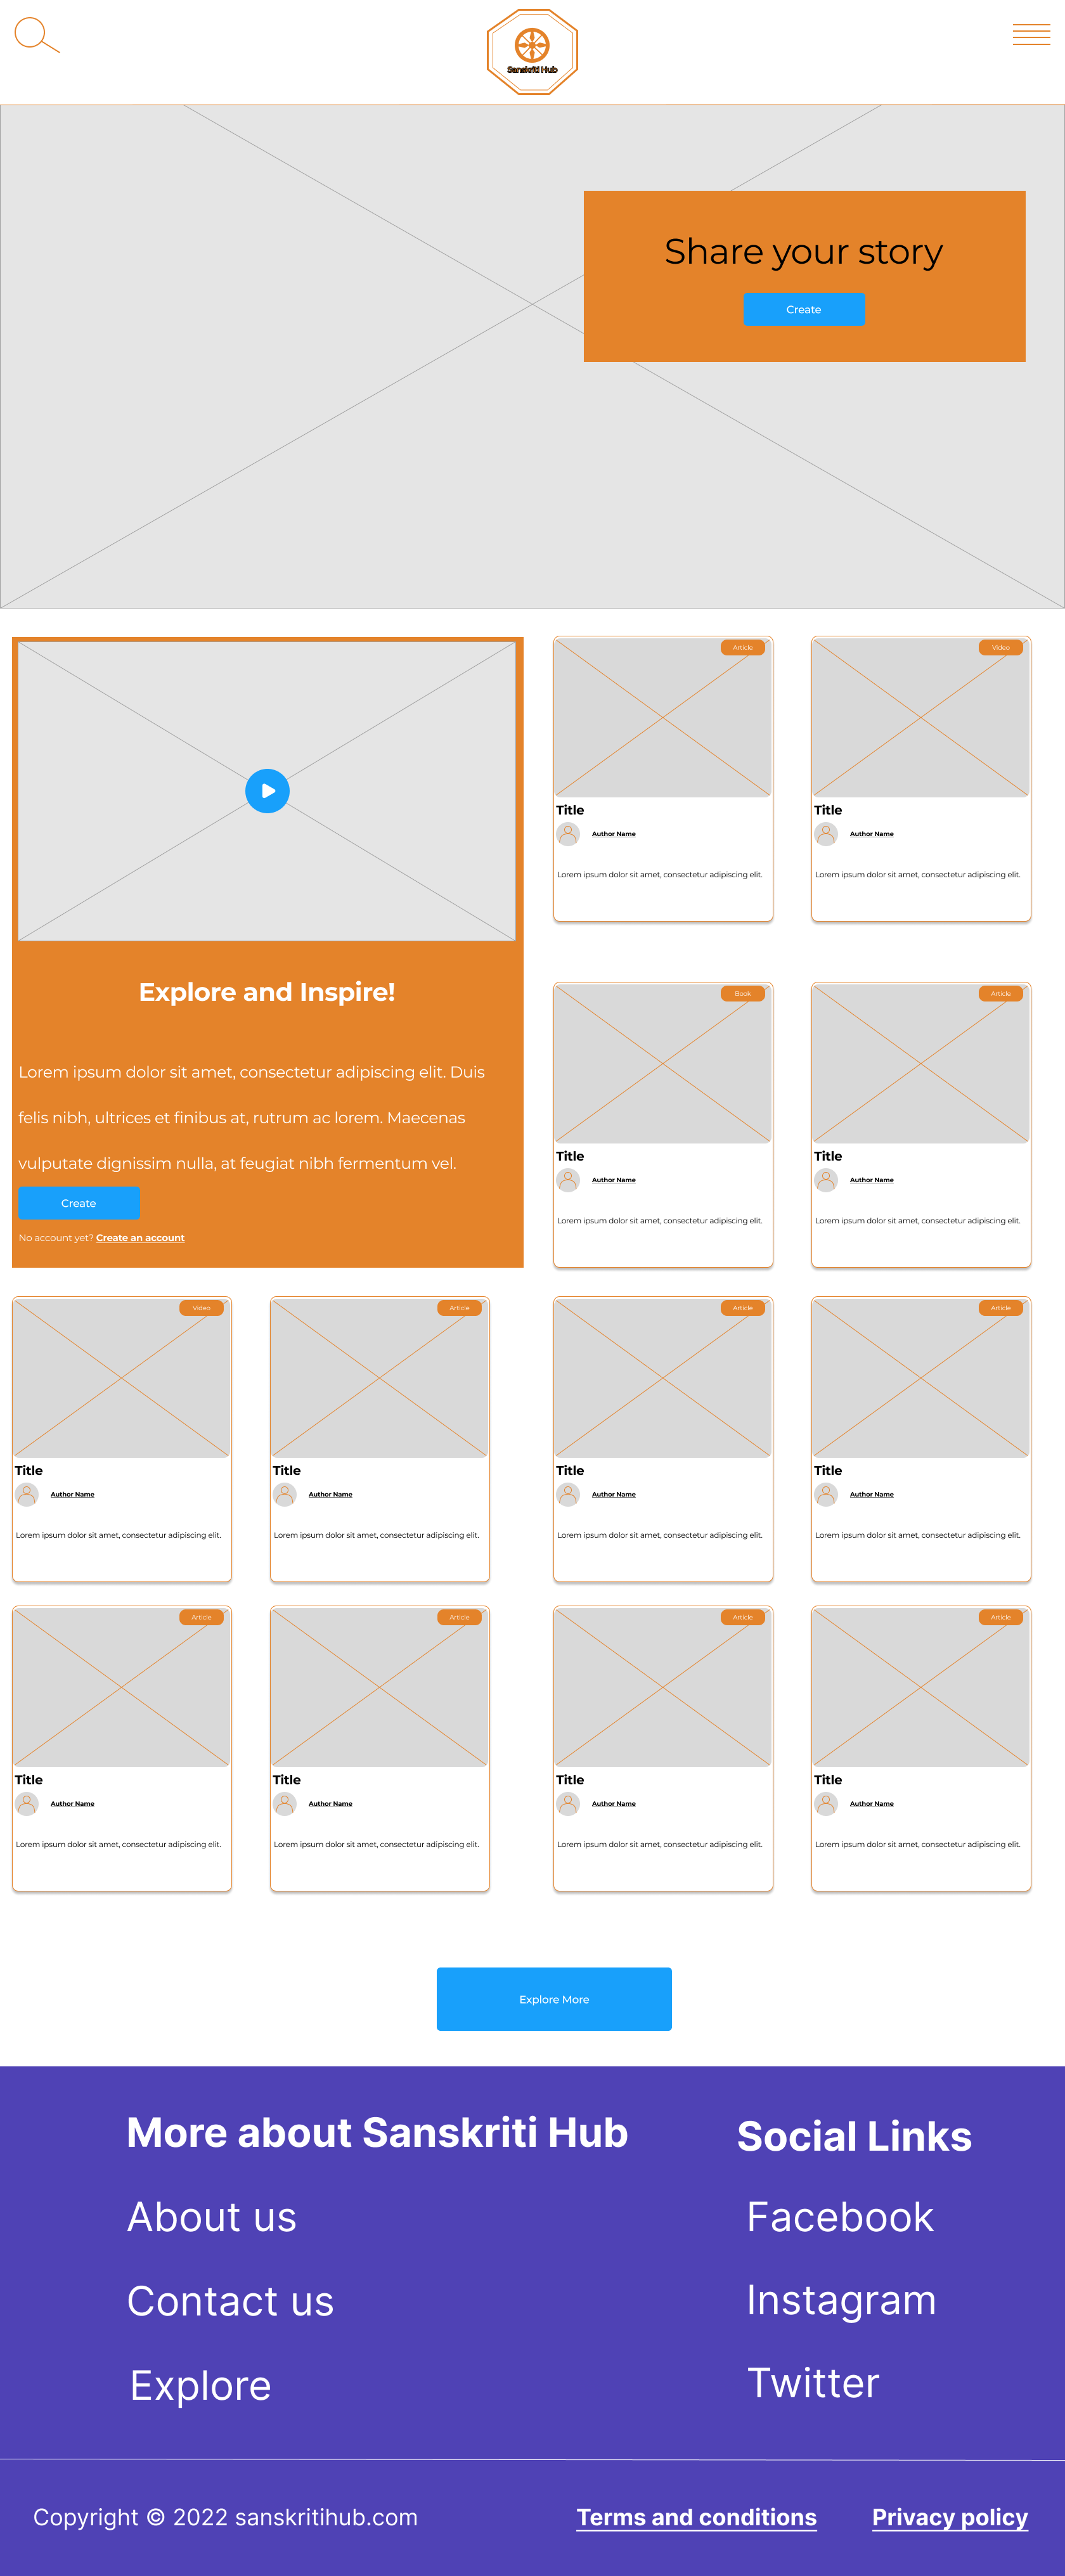 Sanskriti Hub
Share your story
Create
Explore and Inspire!
Lorem ipsum dolor sit amet, consectetur adipiscing elit. Duis
felis nibh, ultrices et finibus at, rutrum ac lorem. Maecenas
vulputate dignissim nulla, at feugiat nibh fermentum vel.
Create
No account yet? Create an account
Article
Title
Author Name
Lorem ipsum dolor sit amet, consectetur adipiscing elit.
Video
Title
Author Name
Lorem ipsum dolor sit amet, consectetur adipiscing elit.
Book
Title
Author Name
Lorem ipsum dolor sit amet, consectetur adipiscing elit.
Article
Title
Author Name
Lorem ipsum dolor sit amet, consectetur adipiscing elit.
Video
Title
Author Name
Lorem ipsum dolor sit amet, consectetur adipiscing elit.
Article
Title
Author Name
Lorem ipsum dolor sit amet, consectetur adipiscing elit.
Article
Title
Author Name
Lorem ipsum dolor sit amet, consectetur adipiscing elit.
Article
Title
Author Name
Lorem ipsum dolor sit amet, consectetur adipiscing elit.
Article
Title
Author Name
Lorem ipsum dolor sit amet, consectetur adipiscing elit.
Article
Title
Author Name
Lorem ipsum dolor sit amet, consectetur adipiscing elit.
Article
Title
Author Name
Lorem ipsum dolor sit amet, consectetur adipiscing elit.
Article
Title
Author Name
Lorem ipsum dolor sit amet, consectetur adipiscing elit.
Explore More
More about Sanskriti Hub
About us
Contact us
Explore
Social Links
Facebook
Instagram
Twitter
Copyright © 2022 sanskritihub.com
Terms and conditions
Privacy policy